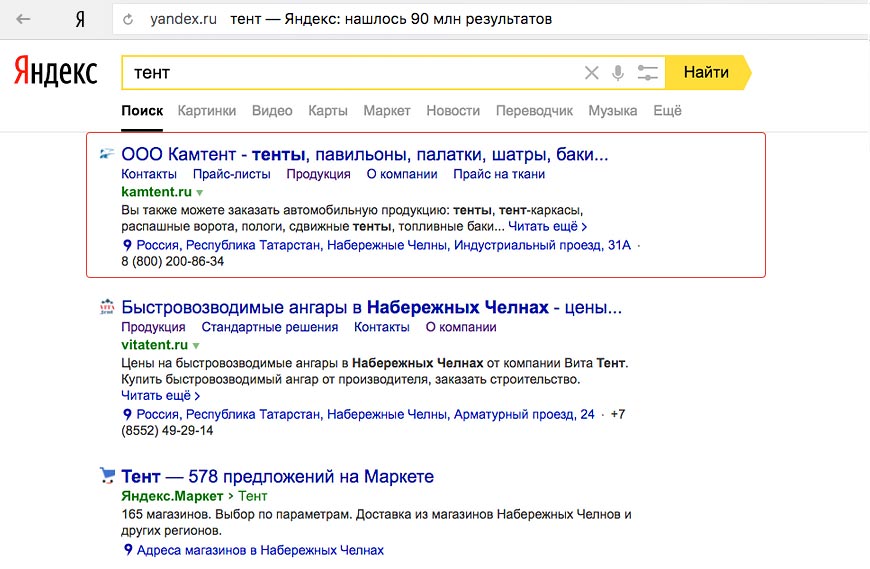 Я yandex.ru тент — Яндекс: нашлось 90 млн результатов
Яндекс тент Найти
Поиск Картинки Видео Карты Маркет Новости Переводчик Музыка Ещё
ООО Камтент - тенты, павильоны, палатки, шатры, баки...
Контакты Прайс-листы Продукция О компании Прайс на ткани
kamtent.ru
Вы также можете заказать автомобильную продукцию: тенты, тент-каркасы,
распашные ворота, пологи, сдвижные тенты, топливные баки... Читать ещё >
Россия, Республика Татарстан, Набережные Челны, Индустриальный проезд, 31А ·
8 (800) 200-86-34
Быстровозводимые ангары в Набережных Челнах - цены...
Продукция Стандартные решения Контакты О компании
vitatent.ru
Цены на быстровозводимые ангары в Набережных Челнах от компании Вита Тент.
Купить быстровозводимый ангар от производителя, заказать строительство.
Читать ещё >
Россия, Республика Татарстан, Набережные Челны, Арматурный проезд, 24 · +7
(8552) 49-29-14
Тент — 578 предложений на Маркете
Яндекс.Маркет > Тент
165 магазинов. Выбор по параметрам. Доставка из магазинов Набережных Челнов и
других регионов.
Адреса магазинов в Набережных Челнах